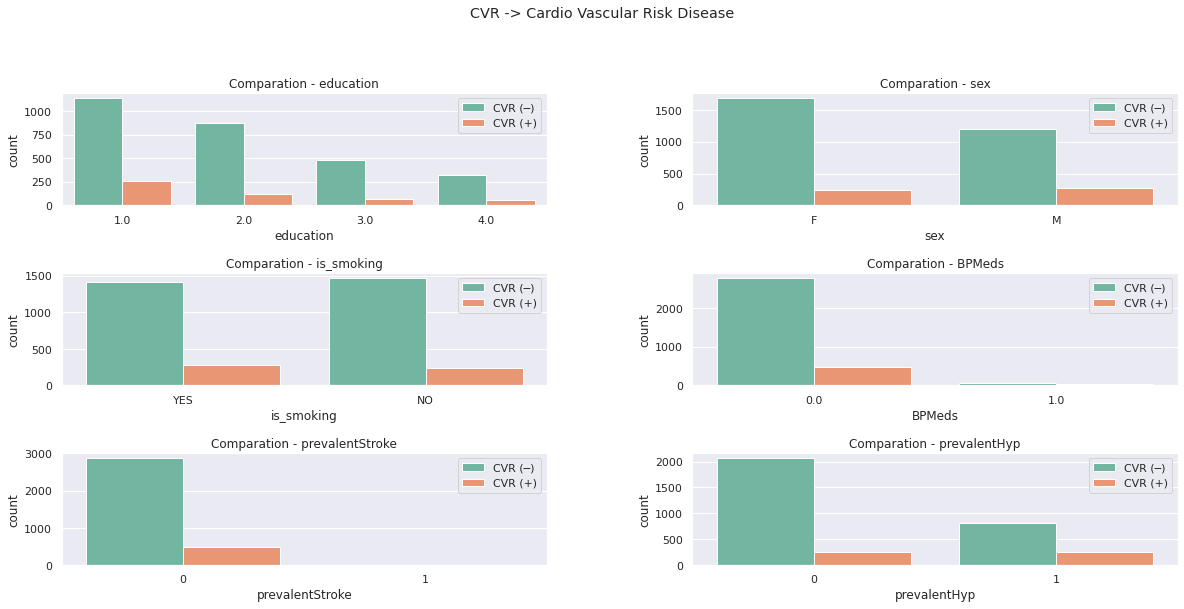 CVR -> Cardio Vascular Risk Disease
Comparation - education
count
1000
750
500
250
0
CVR (−)
CVR (+)
1.0 2.0 3.0 4.0
education
Comparation - sex
count
1500
1000
500
0
CVR (−)
CVR (+)
F M
sex
Comparation - is_smoking
count
1500
1000
500
0
CVR (−)
CVR (+)
YES NO
is_smoking
Comparation - BPMeds
count
2000
1000
0
CVR (−)
CVR (+)
0.0 1.0
BPMeds
Comparation - prevalentStroke
count
3000
2000
1000
0
CVR (−)
CVR (+)
0 1
prevalentStroke
Comparation - prevalentHyp
count
2000
1500
1000
500
0
CVR (−)
CVR (+)
0 1
prevalentHyp